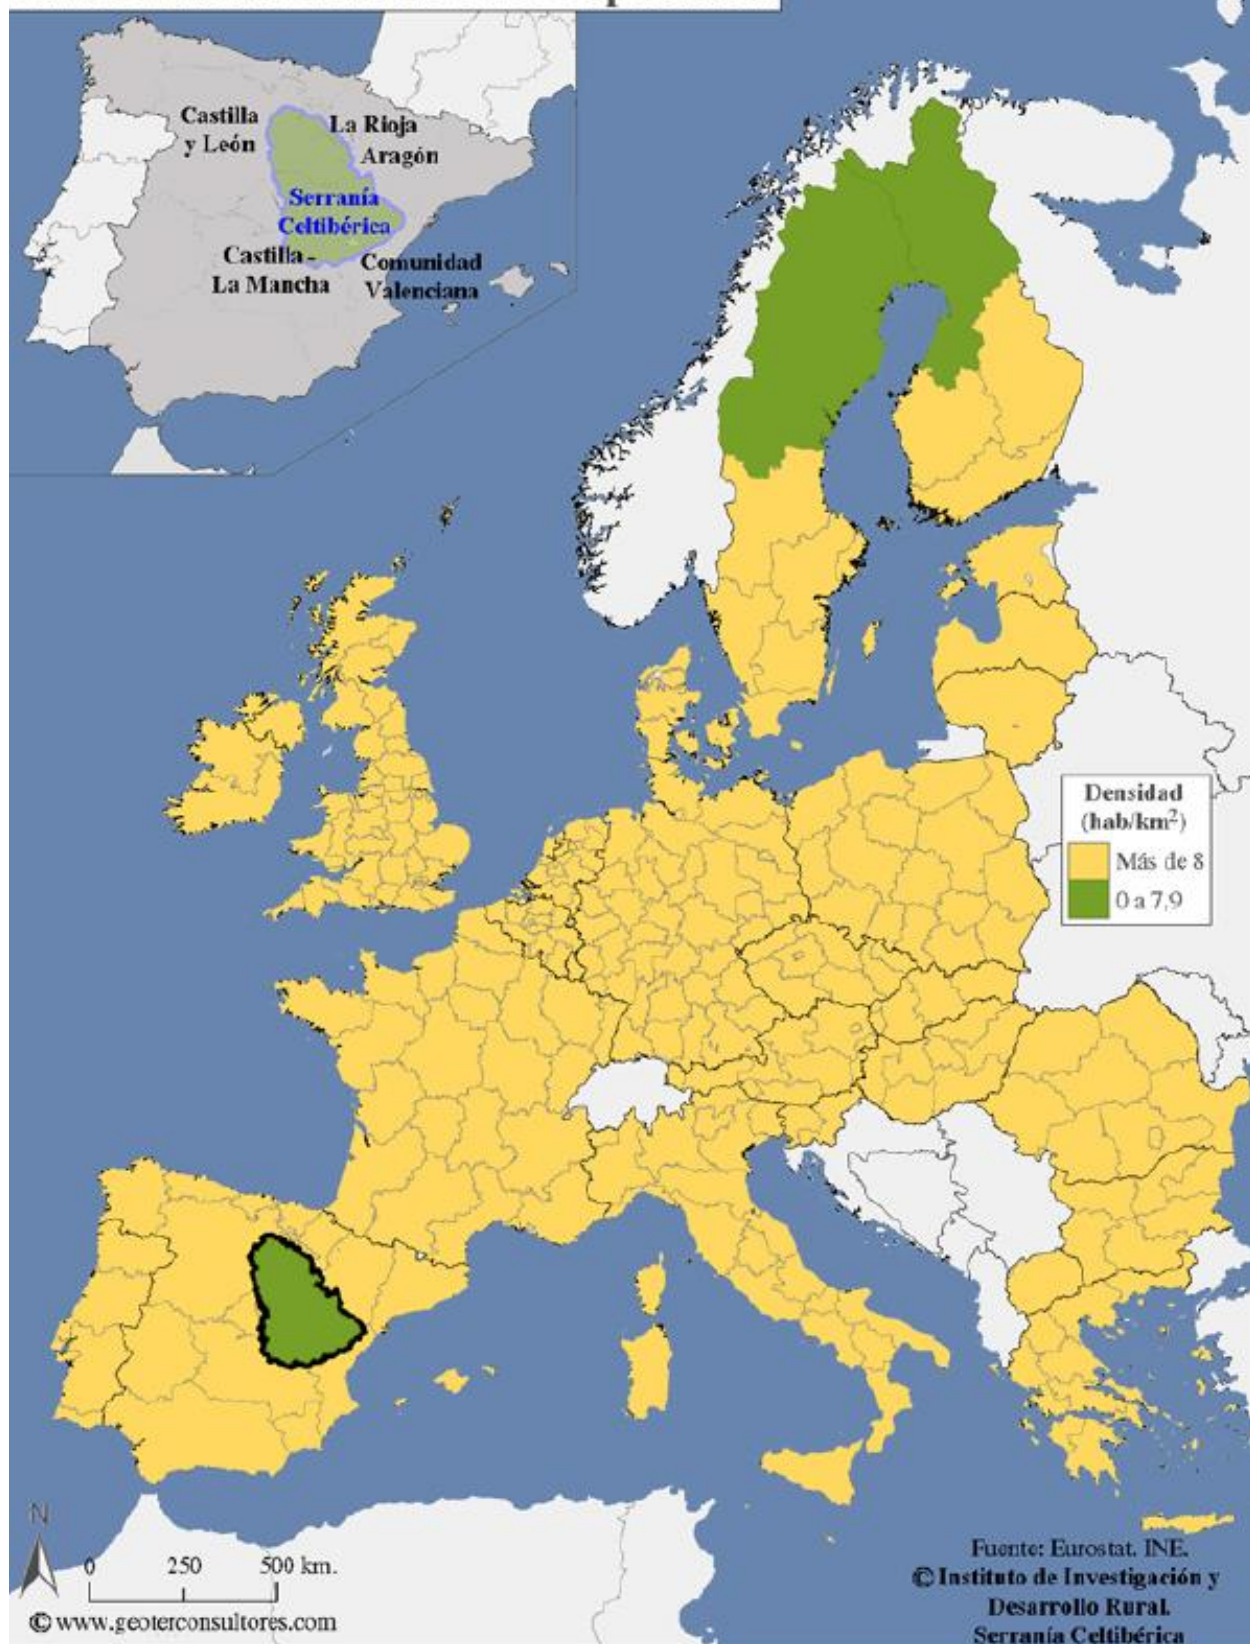 Castilla
y León
La Rioja
Aragón
Serranía
Celtibérica
Castilla -
La Mancha
Comunidad
Valenciana
Densidad
(hab/km²)
Más de 8
0 a 7,9
N
0 250 500 km.
© www.geoterconsultores.com
Fuente: Eurostat. INE.
© Instituto de Investigación y
Desarrollo Rural.
Serranía Celtibérica